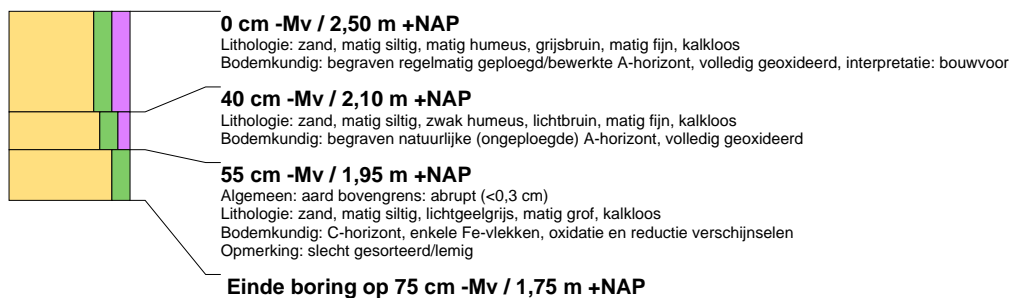 0 cm -Mv / 2,50 m +NAP
Lithologie: zand, matig siltig, matig humeus, grijsbruin, matig fijn, kalkloos
Bodemkundig: begraven regelmatig geploegd/bewerkte A-horizont, volledig geoxideerd, interpretatie: bouwvoor
40 cm -Mv / 2,10 m +NAP
Lithologie: zand, matig siltig, zwak humeus, lichtbruin, matig fijn, kalkloos
Bodemkundig: begraven natuurlijke (ongeploegde) A-horizont, volledig geoxideerd
55 cm -Mv / 1,95 m +NAP
Algemeen: aard bovengrens: abrupt (<0,3 cm)
Lithologie: zand, matig siltig, lichtgeelgrijs, matig grof, kalkloos
Bodemkundig: C-horizont, enkele Fe-vlekken, oxidatie en reductie verschijnselen
Opmerking: slecht gesorteerd/lemig
Einde boring op 75 cm -Mv / 1,75 m +NAP